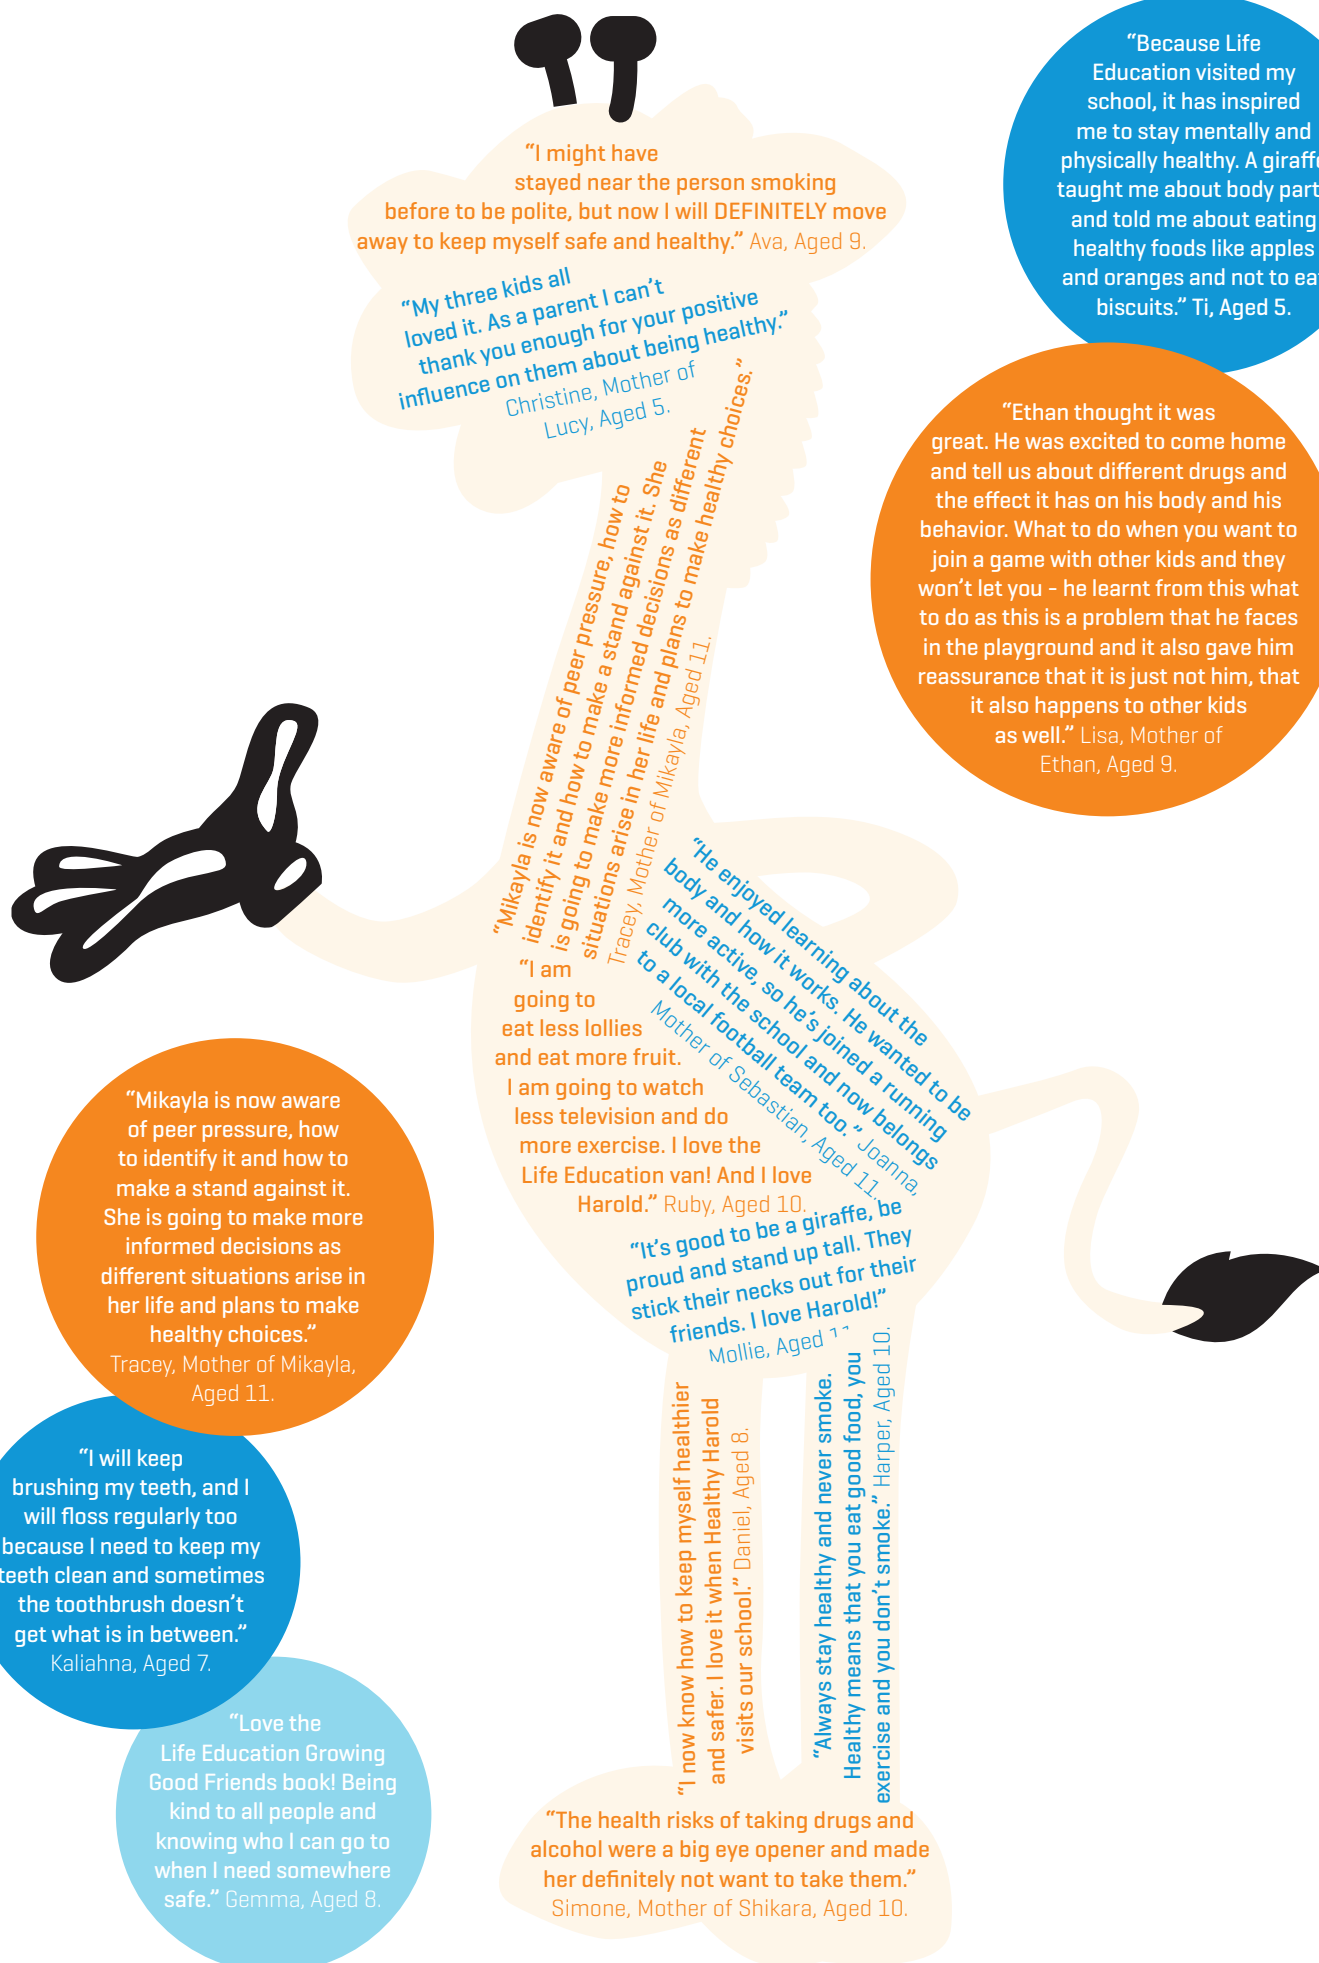 “I might have
stayed near the person smoking
before to be polite, but now I will DEFINITELY move
away to keep myself safe and healthy.” Ava, Aged 9.
“My three kids all
loved it. As a parent I can’t
thank you enough for your positive
influence on them about being healthy.”
Christine, Mother of
Lucy, Aged 5.
“Because Life
Education visited my
school, it has inspired
me to stay mentally and
physically healthy. A giraffe
taught me about body part
and told me about eating
healthy foods like apples
and oranges and not to eat
biscuits.” Ti, Aged 5.
“Ethan thought it was
great. He was excited to come home
and tell us about different drugs and
the effect it has on his body and his
behavior. What to do when you want to
join a game with other kids and they
won’t let you - he learnt from this what
to do as this is a problem that he faces
in the playground and it also gave him
reassurance that it is just not him, that
it also happens to other kids
as well.” Lisa, Mother of
Ethan, Aged 9.
“Mikayla is now aware of peer pressure, how to
identify it and how to make a stand against it. She
is going to make more informed decisions as different
situations arise in her life and plans to make healthy choices.”
Tracey, Mother of Mikayla, Aged 11.
“He enjoyed learning about the
body and how it works. He wanted to be
more active, so he’s joined a running
club with the school and now belongs
to a local football team too. ” Joanna,
Mother of Sebastian, Aged 11.
“I am
going to
eat less lollies
and eat more fruit.
I am going to watch
less television and do
more exercise. I love the
Life Education van! And I love
Harold.” Ruby, Aged 10.
“It’s good to be a giraffe, be
proud and stand up tall. They
stick their necks out for their
friends. I love Harold!”
Mollie, Aged 11
“Mikayla is now aware
of peer pressure, how
to identify it and how to
make a stand against it.
She is going to make more
informed decisions as
different situations arise in
her life and plans to make
healthy choices.”
Tracey, Mother of Mikayla,
Aged 11.
“I will keep
brushing my teeth, and I
will floss regularly too
because I need to keep my
teeth clean and sometimes
the toothbrush doesn’t
get what is in between.”
Kaliahna, Aged 7.
“Love the
Life Education Growing
Good Friends book! Being
kind to all people and
knowing who I can go to
when I need somewhere
safe.” Gemma, Aged 8.
“I now know how to keep myself healthier
and safer. I love it when Healthy Harold
visits our school.” Daniel, Aged 8.
“Always stay healthy and never smoke.
Healthy means that you eat good food, you
exercise and you don’t smoke.” Harper, Aged 10.
“The health risks of taking drugs and
alcohol were a big eye opener and made
her definitely not want to take them.”
Simone, Mother of Shikara, Aged 10.